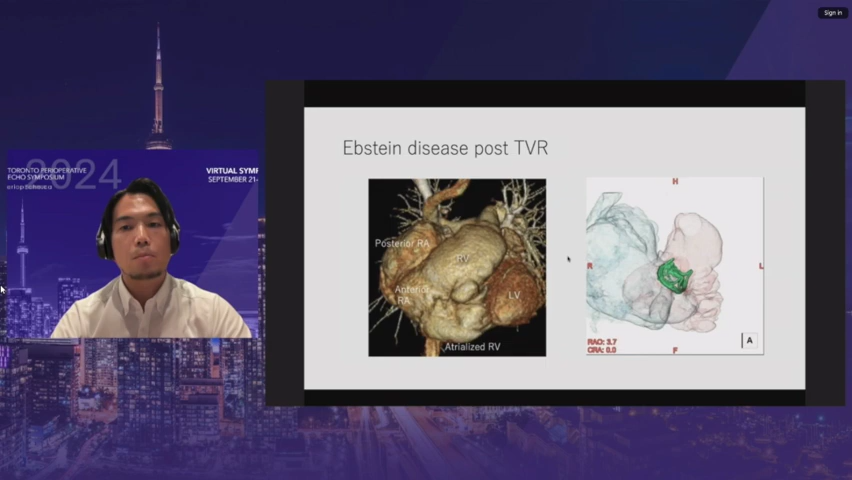 Sign in
2024
TORONTO PERIOPERATIVE
ECHO SYMPOSIUM
VIRTUAL SYMP
SEPTEMBER 21-
Ebstein disease post TVR
Posterior RA
RV
Anterior
RA
LV
Atrialized RV
H
R
L
RAO: 3.7
CRA: 0.0
F
A